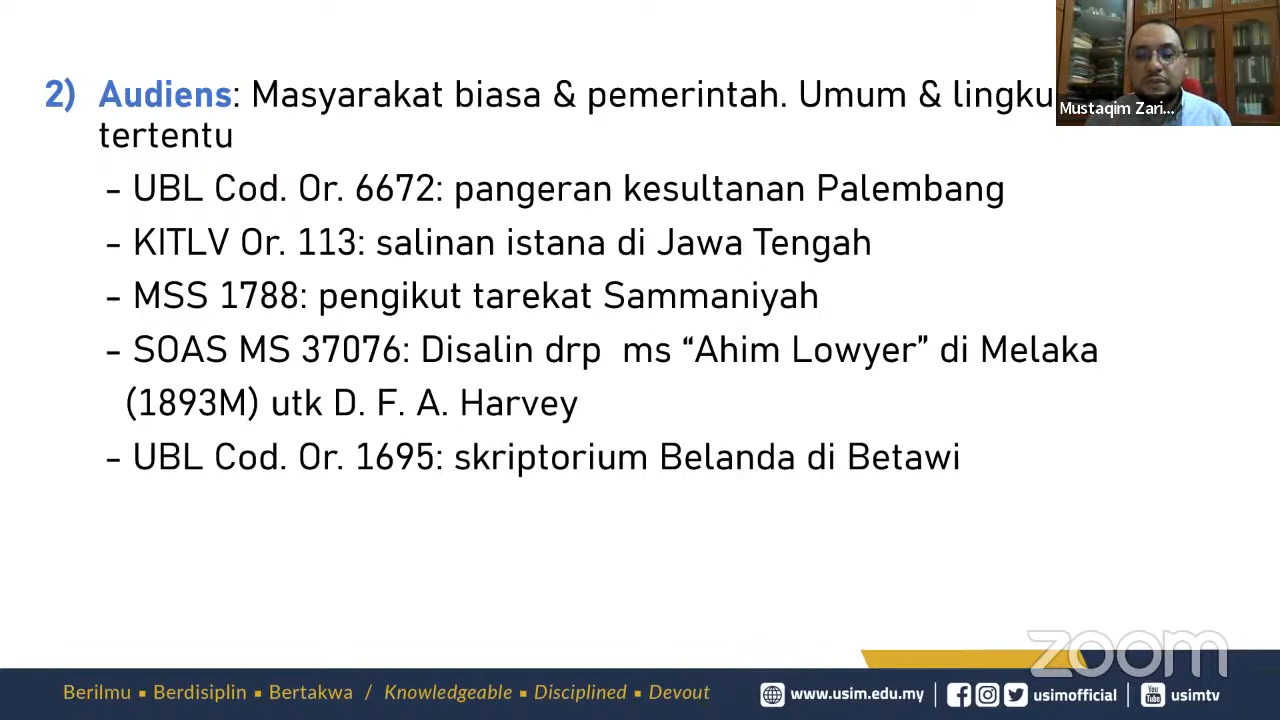 2) Audiens: Masyarakat biasa & pemerintah. Umum & lingku
tertentu
- UBL Cod. Or. 6672: pangeran kesultanan Palembang
- KITLV Or. 113: salinan istana di Jawa Tengah
- MSS 1788: pengikut tarekat Sammaniyah
- SOAS MS 37076: Disalin drp ms “Ahim Lowyer” di Melaka
(1893M) utk D. F. A. Harvey
- UBL Cod. Or. 1695: skriptorium Belanda di Betawi
Mustaqim Zari...
zoom
Berilmu ▪ Berdisiplin ▪ Bertakwa / Knowledgeable ▪ Disciplined ▪ Devout
www.usim.edu.my | usimofficial | You Tube usimtv